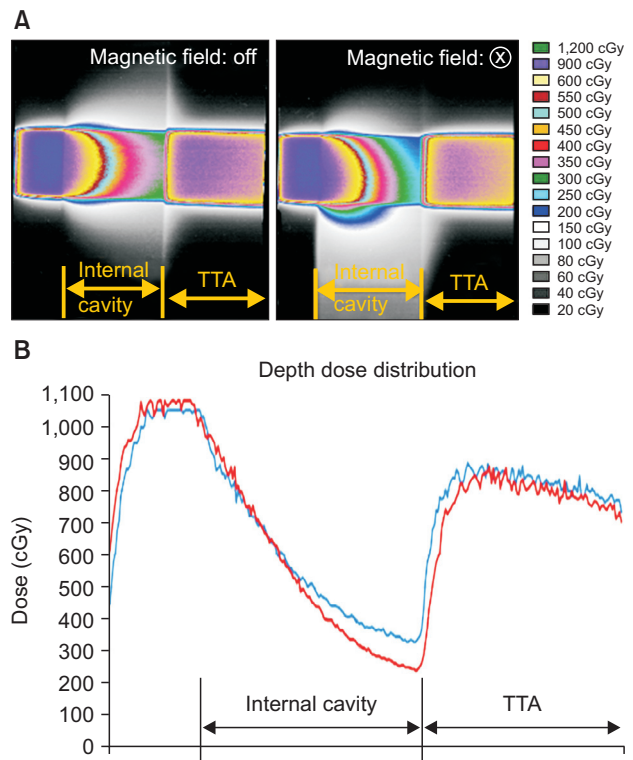 A
Magnetic field: off
Internal
cavity
TTA
Magnetic field: ⓧ
Internal
cavity
TTA
1,200 cGy
900 cGy
600 cGy
550 cGy
500 cGy
450 cGy
400 cGy
350 cGy
300 cGy
250 cGy
200 cGy
150 cGy
100 cGy
80 cGy
60 cGy
40 cGy
20 cGy
B
Depth dose distribution
Dose (cGy)
1,100
1,000
900
800
700
600
500
400
300
200
100
0
Internal cavity
TTA